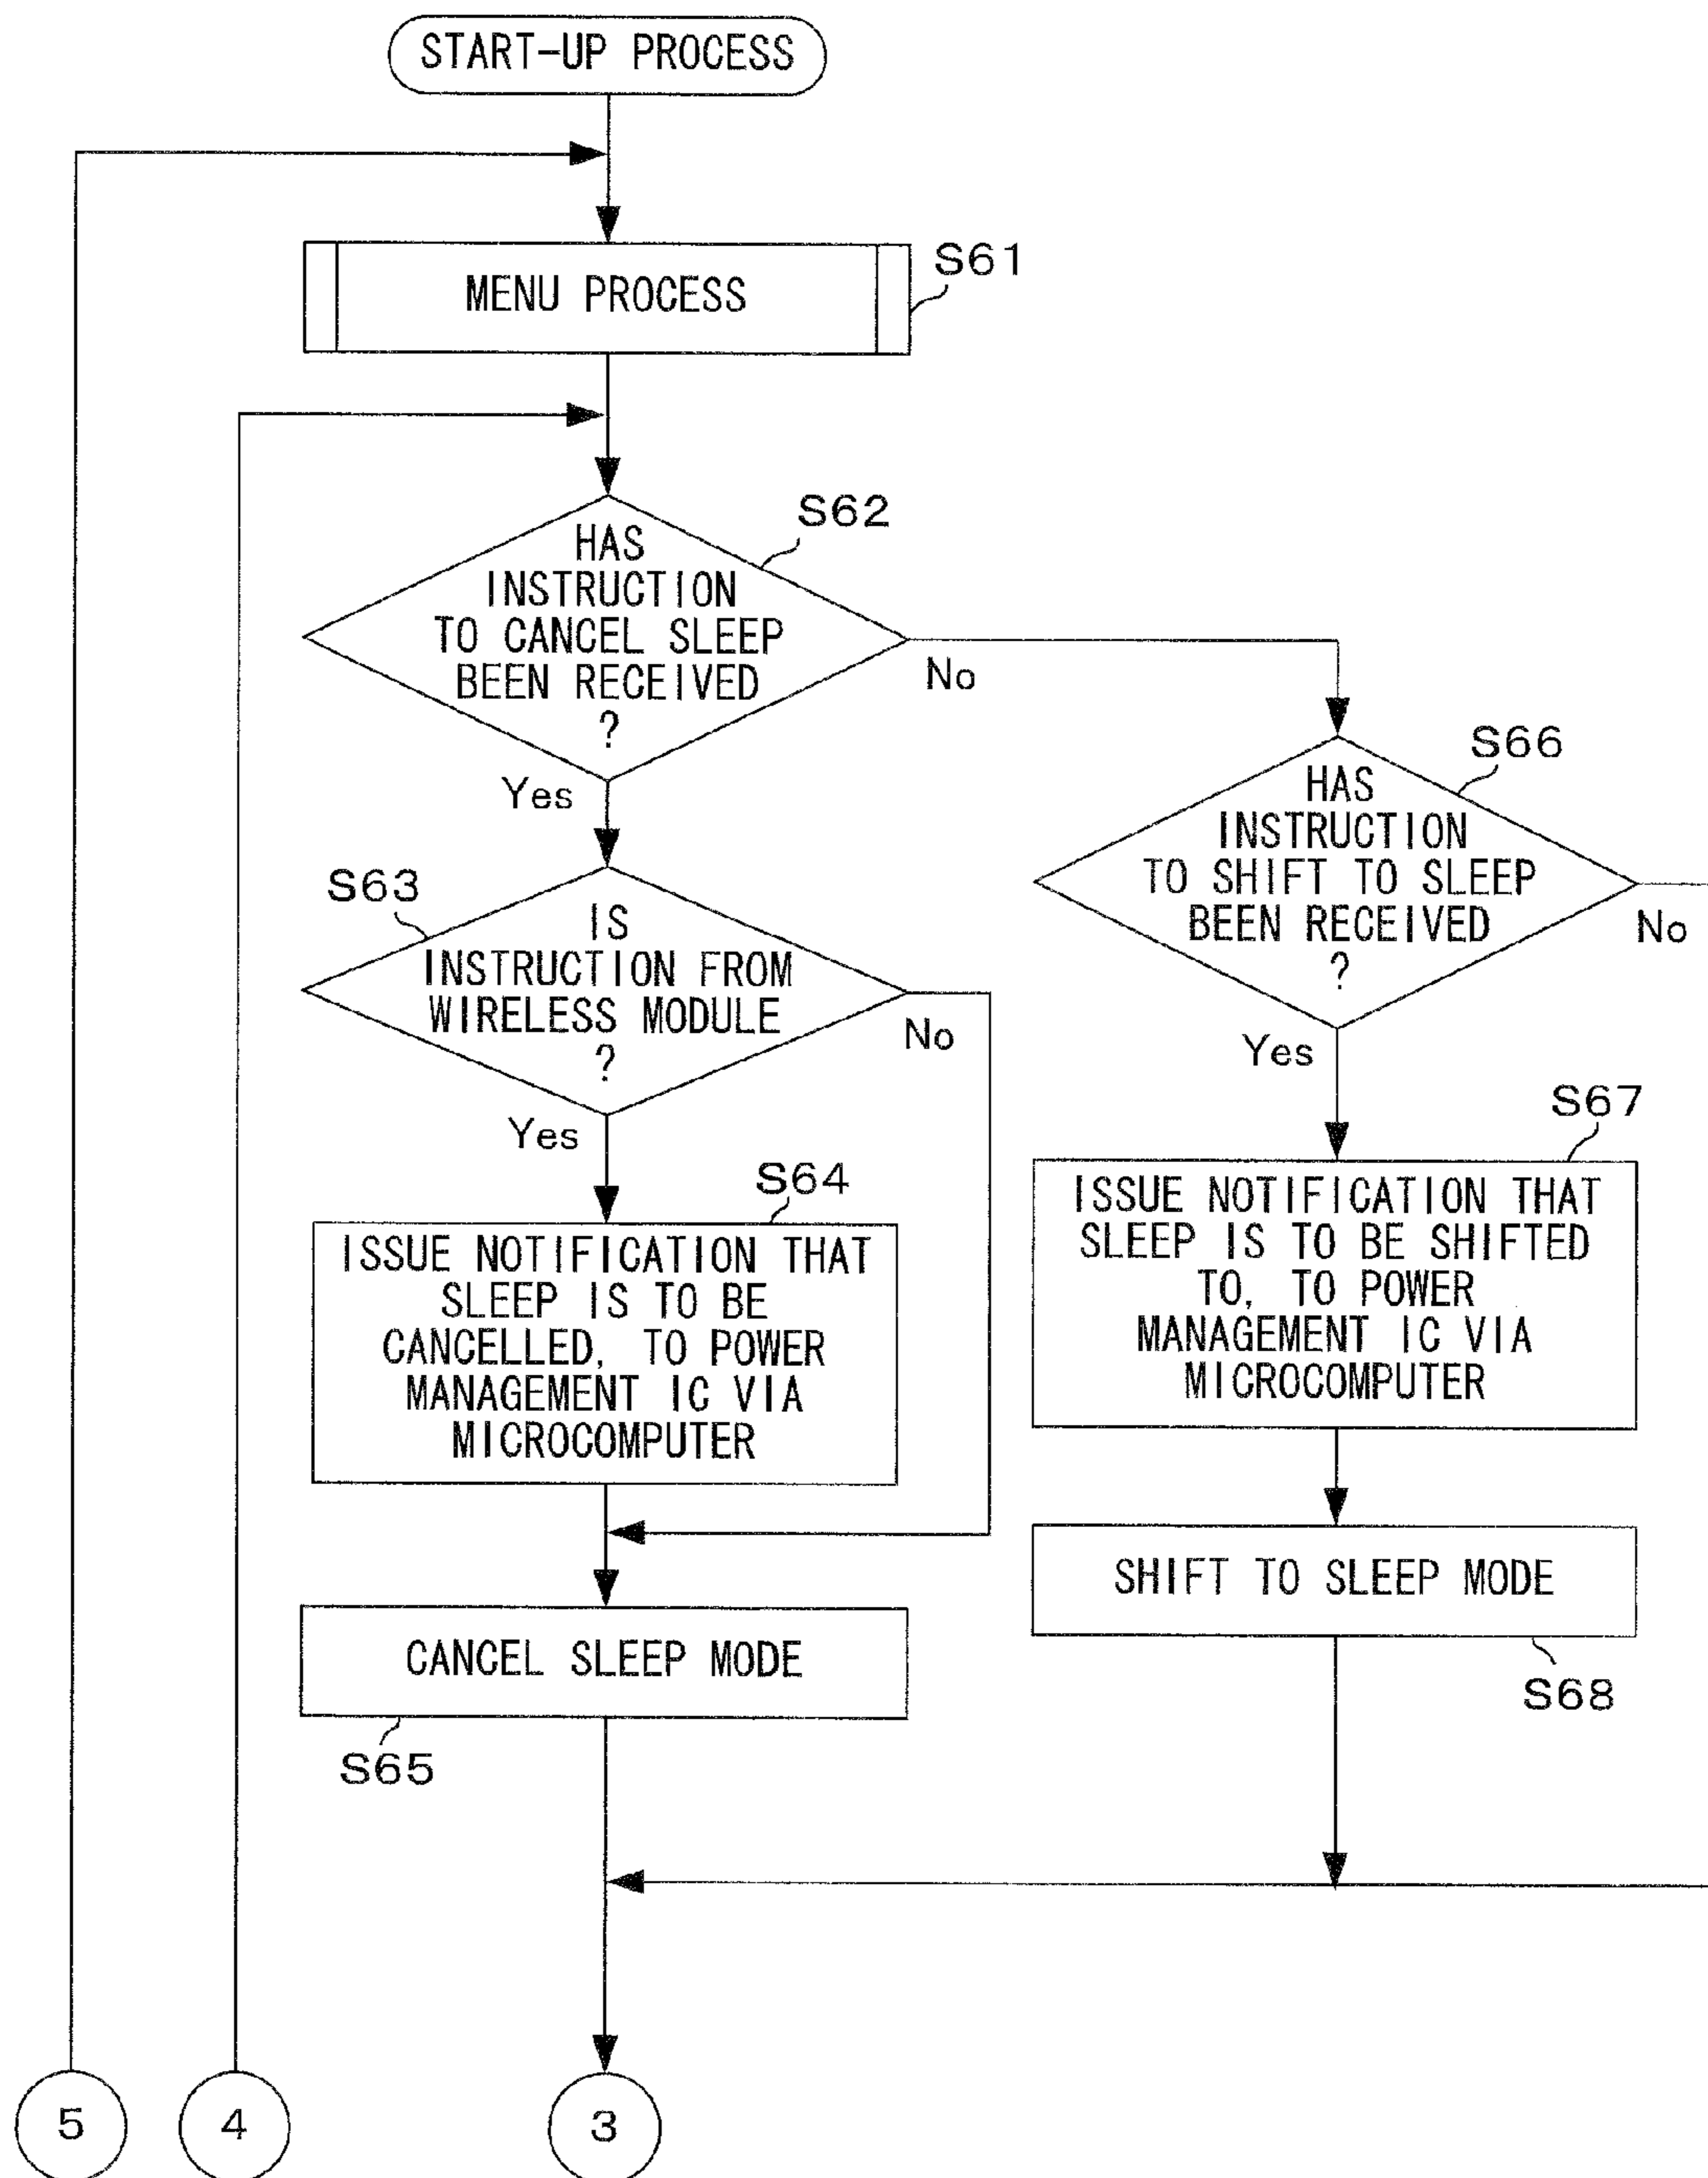 START-UP PROCESS
MENU PROCESS
S61
S62
HAS
INSTRUCTION
TO CANCEL SLEEP
BEEN RECEIVED
?
No
Yes
S63
IS
INSTRUCTION FROM
WIRELESS MODULE
?
No
Yes
S64
ISSUE NOTIFICATION THAT
SLEEP IS TO BE
CANCELLED, TO POWER
MANAGEMENT IC VIA
MICROCOMPUTER
CANCEL SLEEP MODE
S65
S66
HAS
INSTRUCTION
TO SHIFT TO SLEEP
BEEN RECEIVED
?
No
Yes
S67
ISSUE NOTIFICATION THAT
SLEEP IS TO BE SHIFTED
TO, TO POWER
MANAGEMENT IC VIA
MICROCOMPUTER
SHIFT TO SLEEP MODE
S68
5
4
3